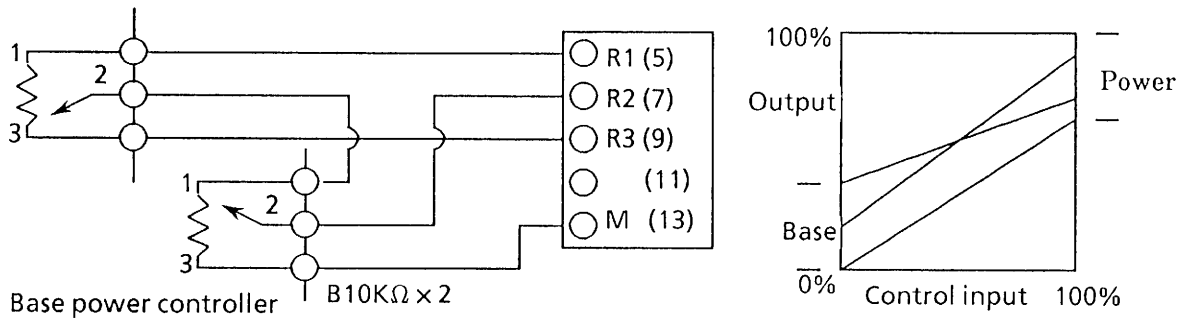 1
2
3
1
2
3
R1 (5)
R2 (7)
R3 (9)
(11)
M (13)
B10KΩ × 2
Base power controller
100%
Output
Base
0%
Control input
100%
Power